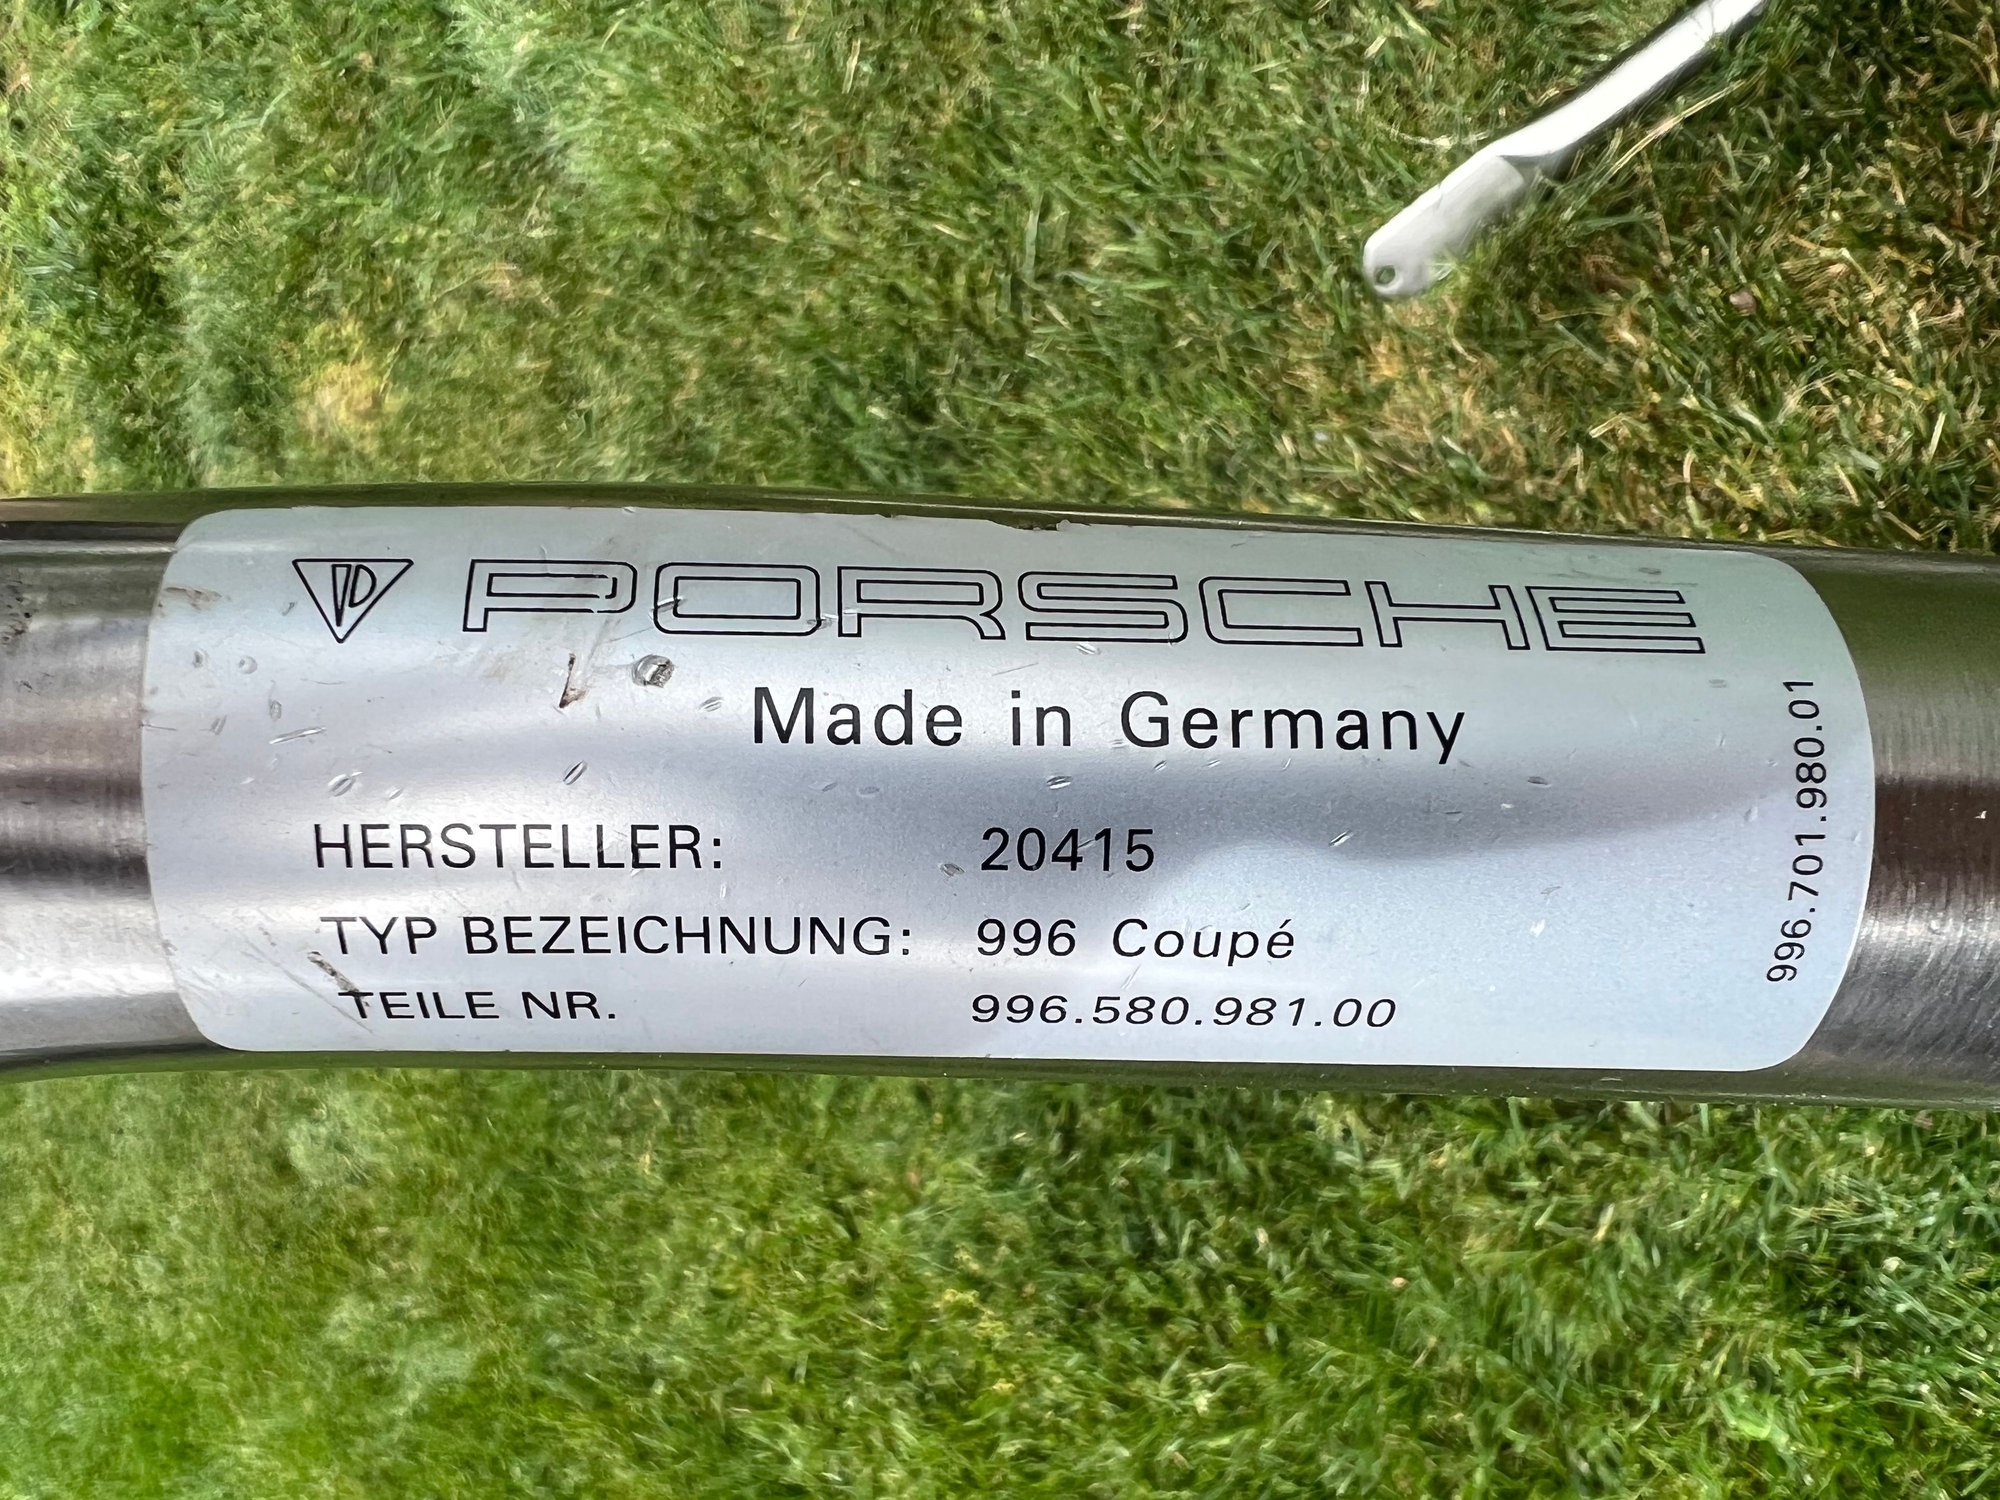 PORSCHE
Made in Germany
HERSTELLER: 20415
TYP BEZEICHNUNG: 996 Coupé
TEILE NR. 996.580.981.00
996.701.980.01